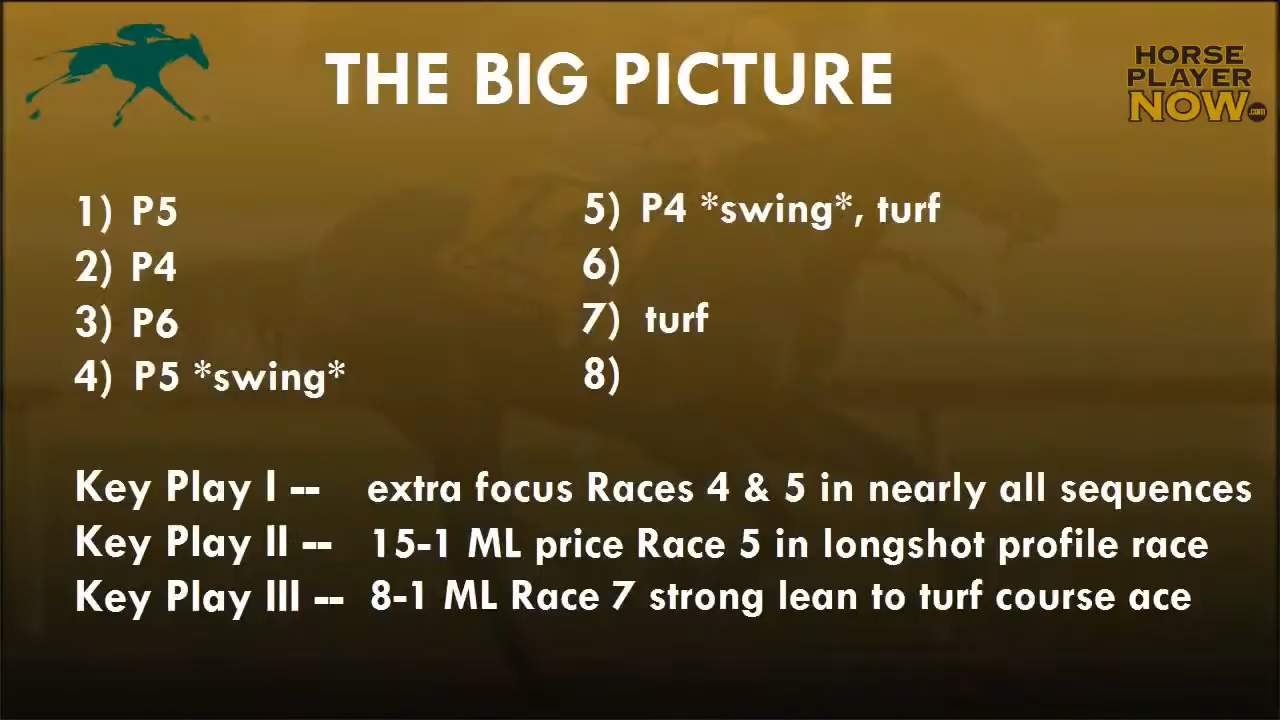 THE BIG PICTURE
HORSE
PLAYER
NOW.com
1) P5
2) P4
3) P6
4) P5 *swing*
5) P4 *swing*, turf
6)
7) turf
8)
Key Play I -- extra focus Races 4 & 5 in nearly all sequences
Key Play II -- 15-1 ML price Race 5 in longshot profile race
Key Play III -- 8-1 ML Race 7 strong lean to turf course ace